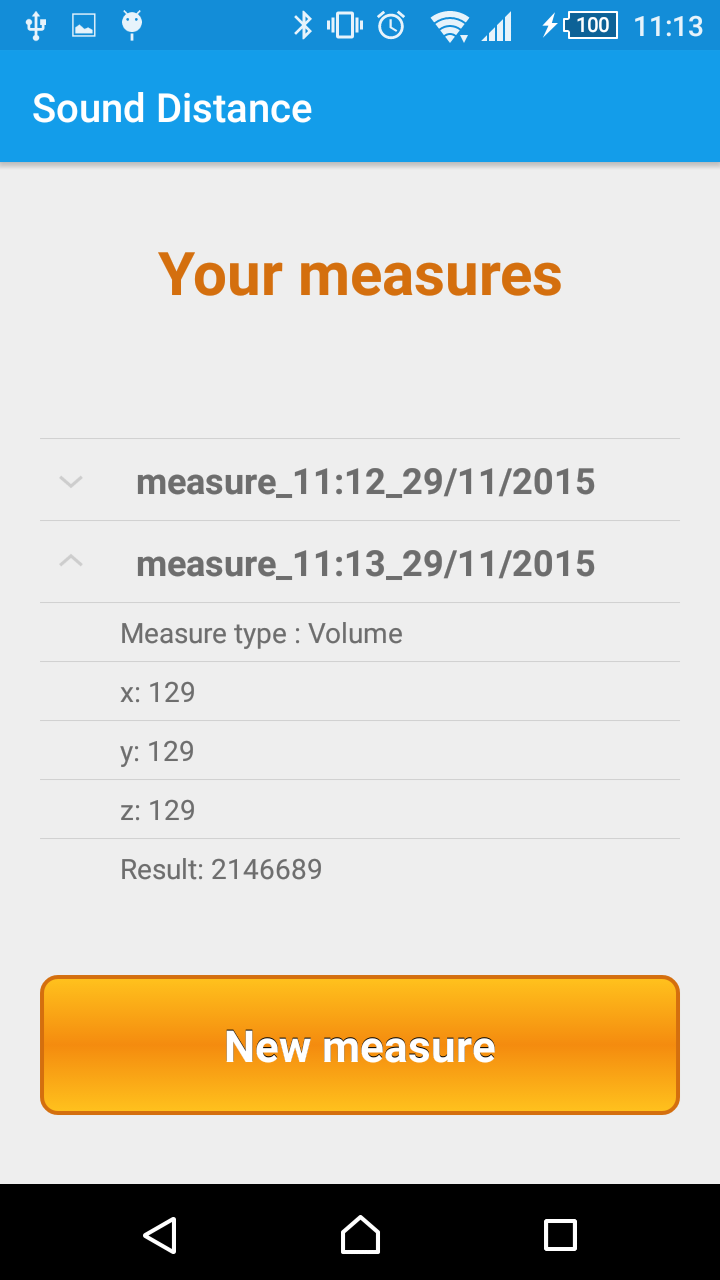 100 11:13
Sound Distance
Your measures
measure_11:12_29/11/2015
measure_11:13_29/11/2015
Measure type : Volume
x: 129
y: 129
z: 129
Result: 2146689
New measure